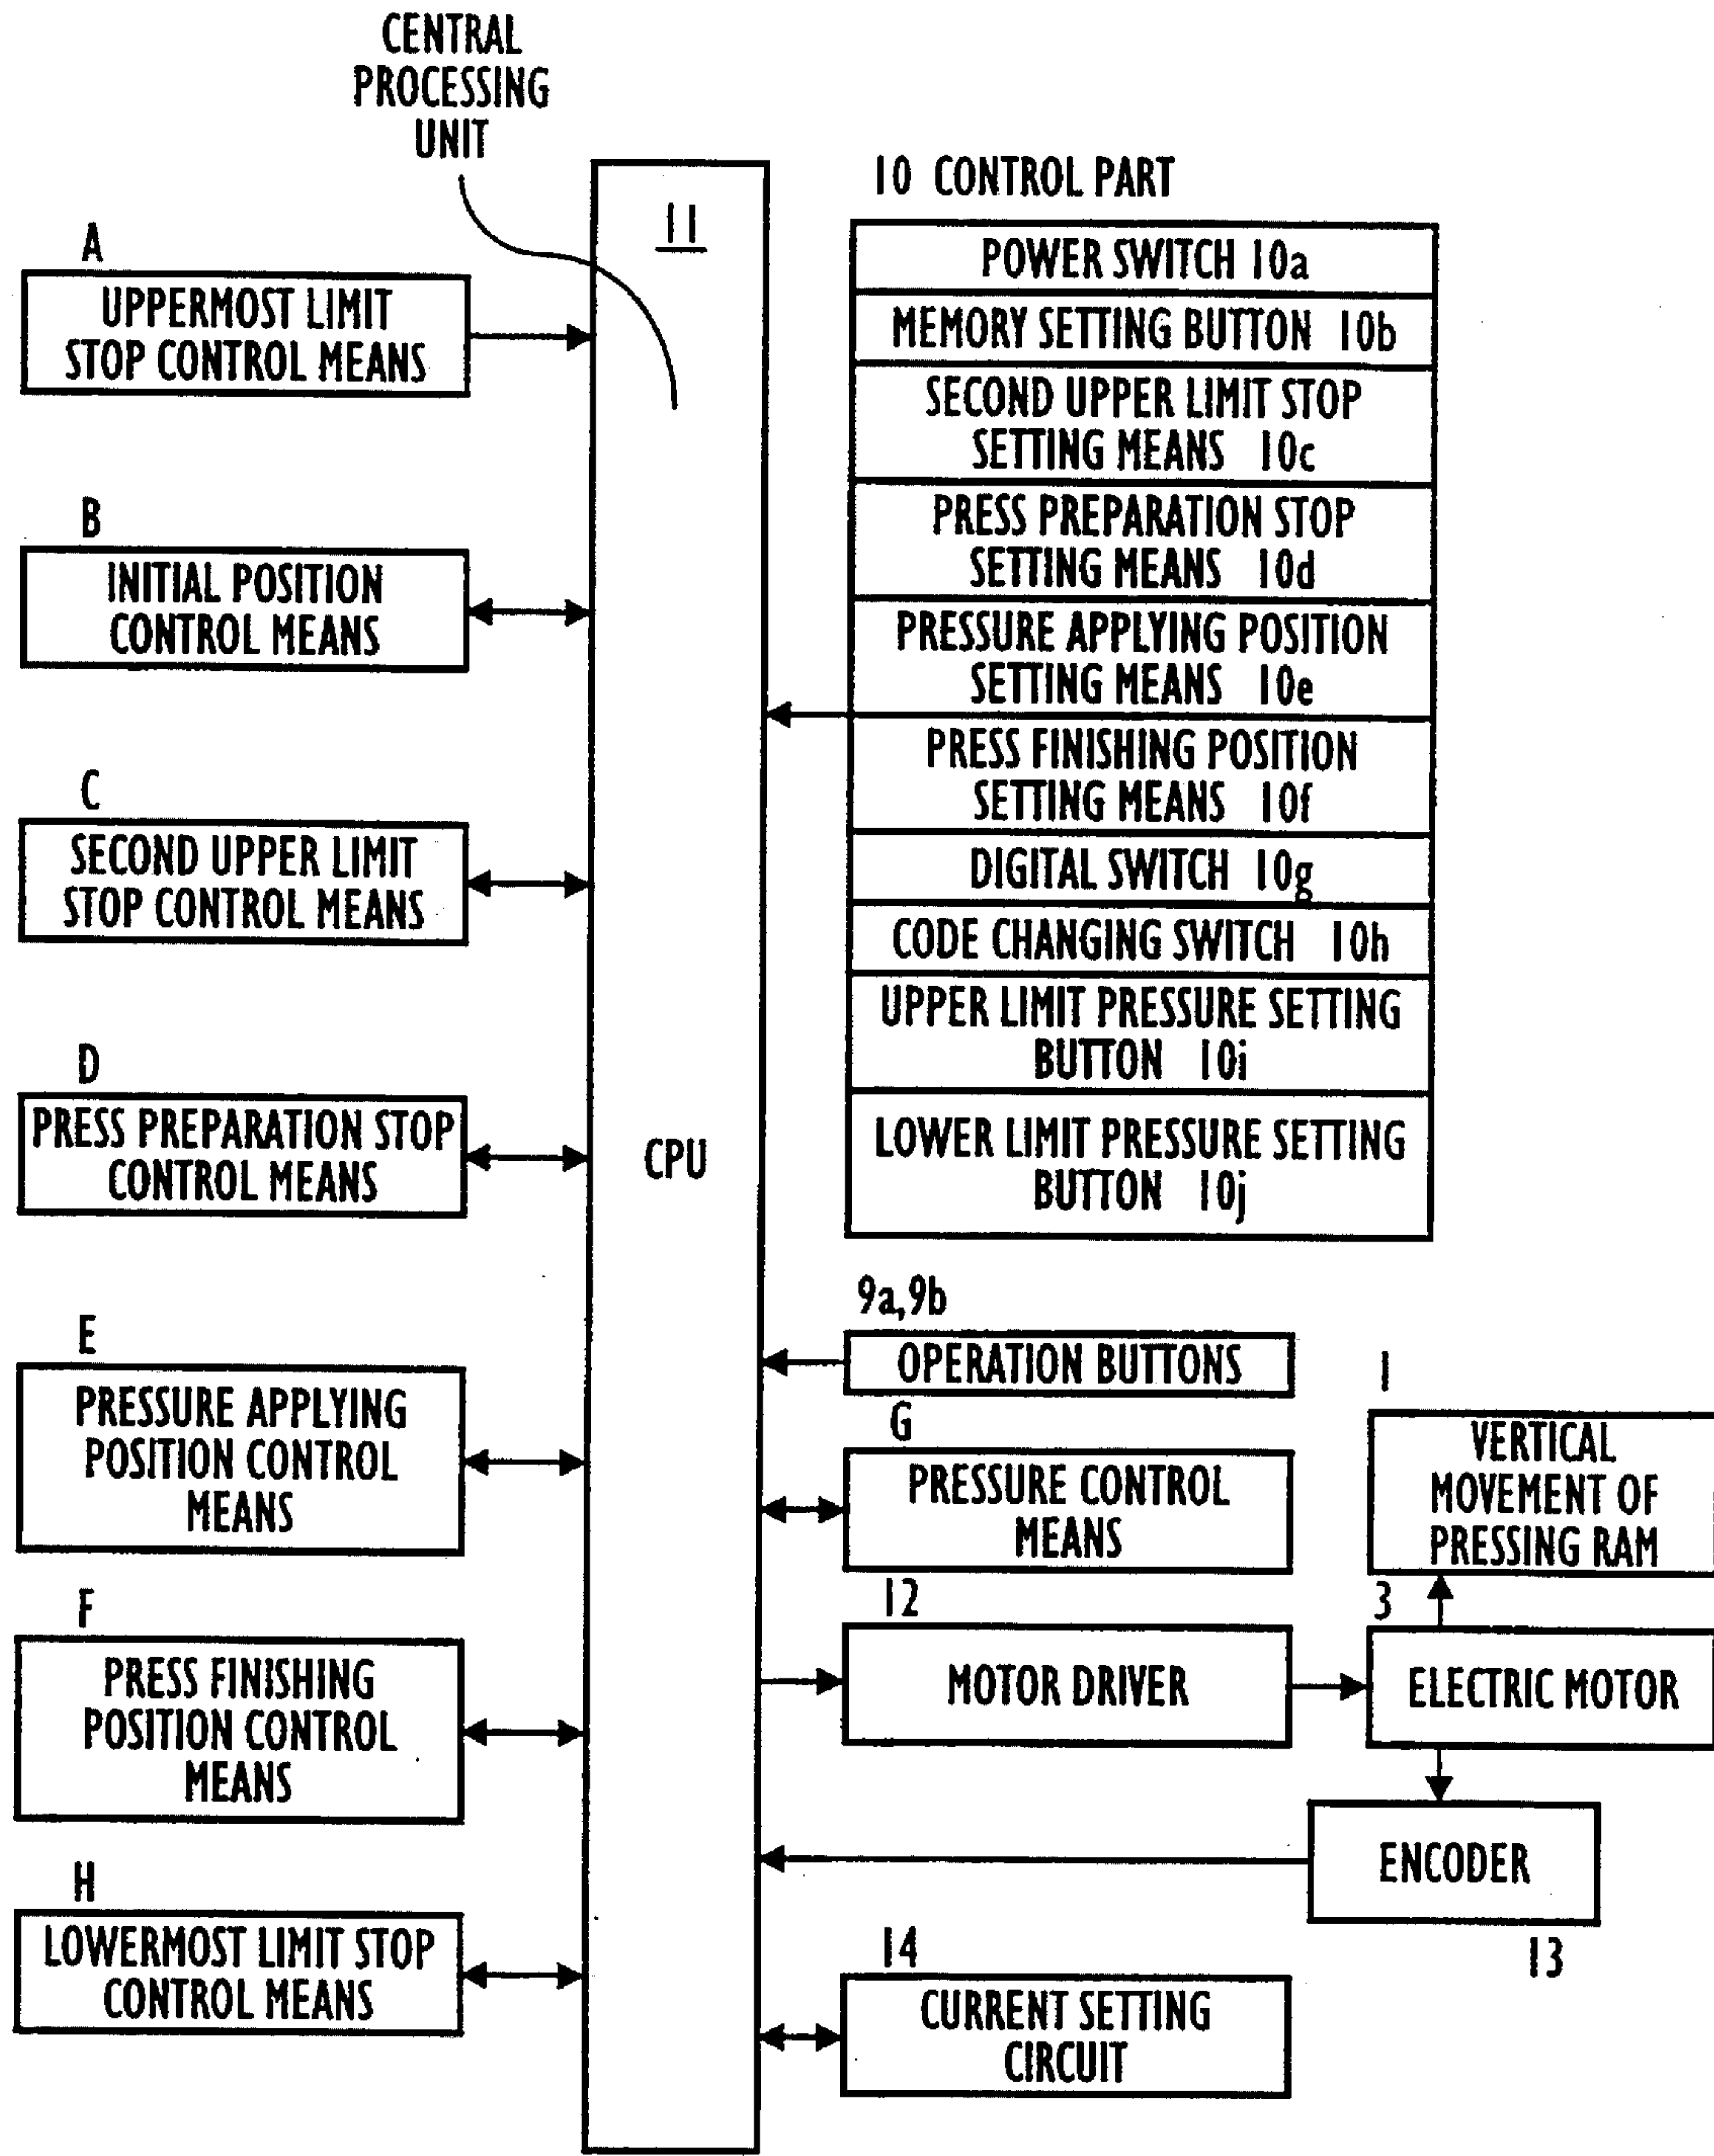 CENTRAL
PROCESSING
UNIT
11
CPU
A
UPPERMOST LIMIT
STOP CONTROL MEANS
B
INITIAL POSITION
CONTROL MEANS
C
SECOND UPPER LIMIT
STOP CONTROL MEANS
D
PRESS PREPARATION STOP
CONTROL MEANS
E
PRESSURE APPLYING
POSITION CONTROL
MEANS
F
PRESS FINISHING
POSITION CONTROL
MEANS
H
LOWERMOST LIMIT STOP
CONTROL MEANS
10 CONTROL PART
POWER SWITCH 10a
MEMORY SETTING BUTTON 10b
SECOND UPPER LIMIT STOP
SETTING MEANS 10c
PRESS PREPARATION STOP
SETTING MEANS 10d
PRESSURE APPLYING POSITION
SETTING MEANS 10e
PRESS FINISHING POSITION
SETTING MEANS 10f
DIGITAL SWITCH 10g
CODE CHANGING SWITCH 10h
UPPER LIMIT PRESSURE SETTING
BUTTON 10i
LOWER LIMIT PRESSURE SETTING
BUTTON 10j
9a,9b
OPERATION BUTTONS
G
PRESSURE CONTROL
MEANS
12
MOTOR DRIVER
1
VERTICAL
MOVEMENT OF
PRESSING RAM
3
ELECTRIC MOTOR
ENCODER
13
14
CURRENT SETTING
CIRCUIT